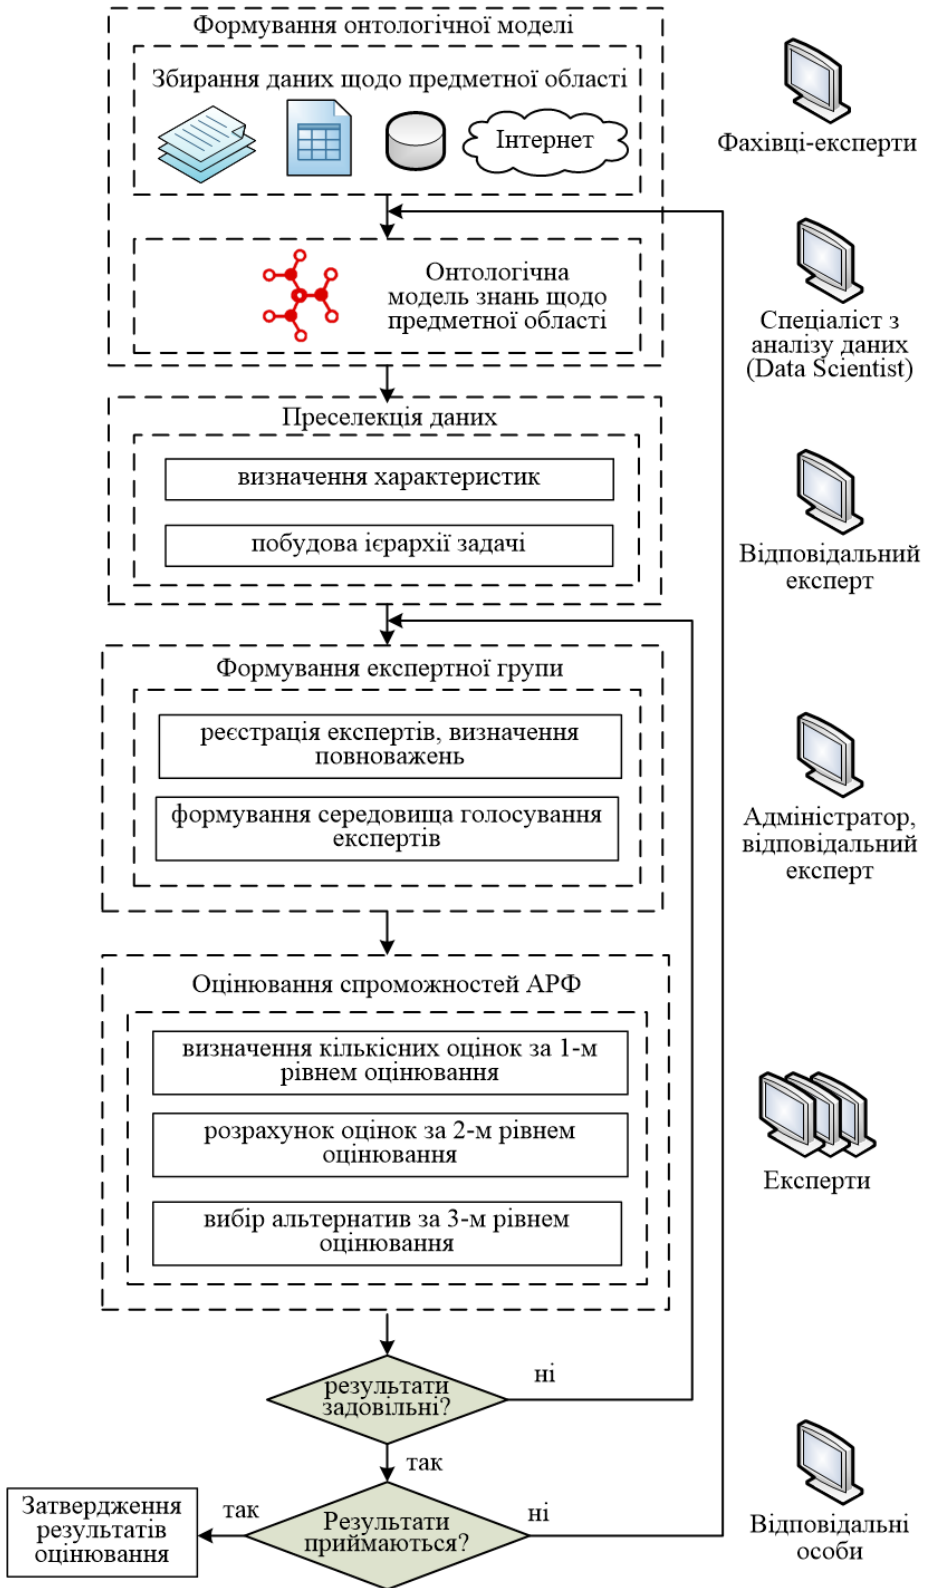 Формування онтологічної моделі
Збирання даних щодо предметної області
Інтернет
Фахівці-експерти
Онтологічна
модель знань щодо
предметної області
Спеціаліст з
аналізу даних
(Data Scientist)
Преселекція даних
визначення характеристик
побудова ієрархії задачі
Відповідальний
експерт
Формування експертної групи
реєстрація експертів, визначення
повноважень
формування середовища голосування
експертів
Адміністратор,
відповідальний
експерт
Оцінювання спроможностей АРФ
визначення кількісних оцінок за 1-м
рівнем оцінювання
розрахунок оцінок за 2-м рівнем
оцінювання
вибір альтернатив за 3-м рівнем
оцінювання
Експерти
результати
задовільні?
ні
так
Результати
приймаються?
так
ні
Затвердження
результатів
оцінювання
Відповідальні
особи